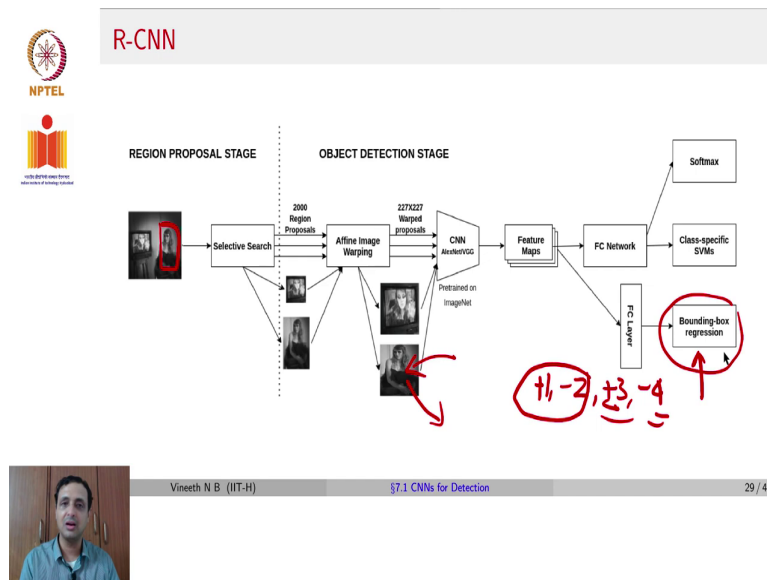 R-CNN
NPTEL
REGION PROPOSAL STAGE
OBJECT DETECTION STAGE
Selective Search
2000
Region
Proposals
Affine Image
Warping
227X227
Warped
proposals
CNN
AlexNet/VGG
Pretrained on
ImageNet
Feature
Maps
FC Network
Softmax
Class-specific
SVMs
FC Layer
Bounding-box
regression
+1, -2, +3, -4
Vineeth N B (IIT-H)
§7.1 CNNs for Detection
29 / 4